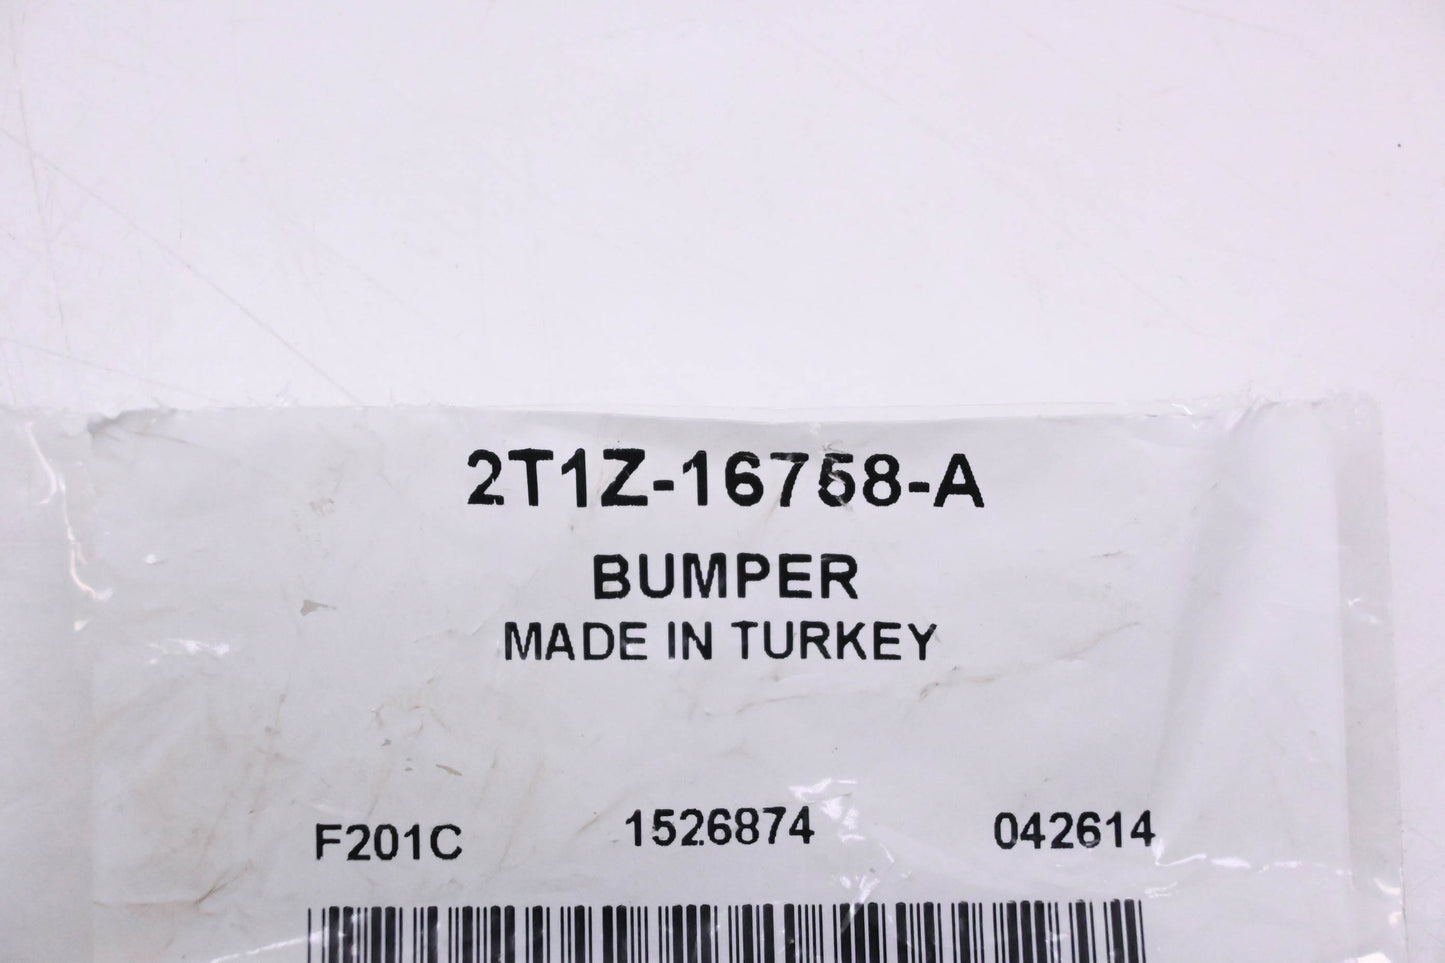 2T1Z-16758-A
BUMPER
MADE IN TURKEY
F201C 1526874 042614